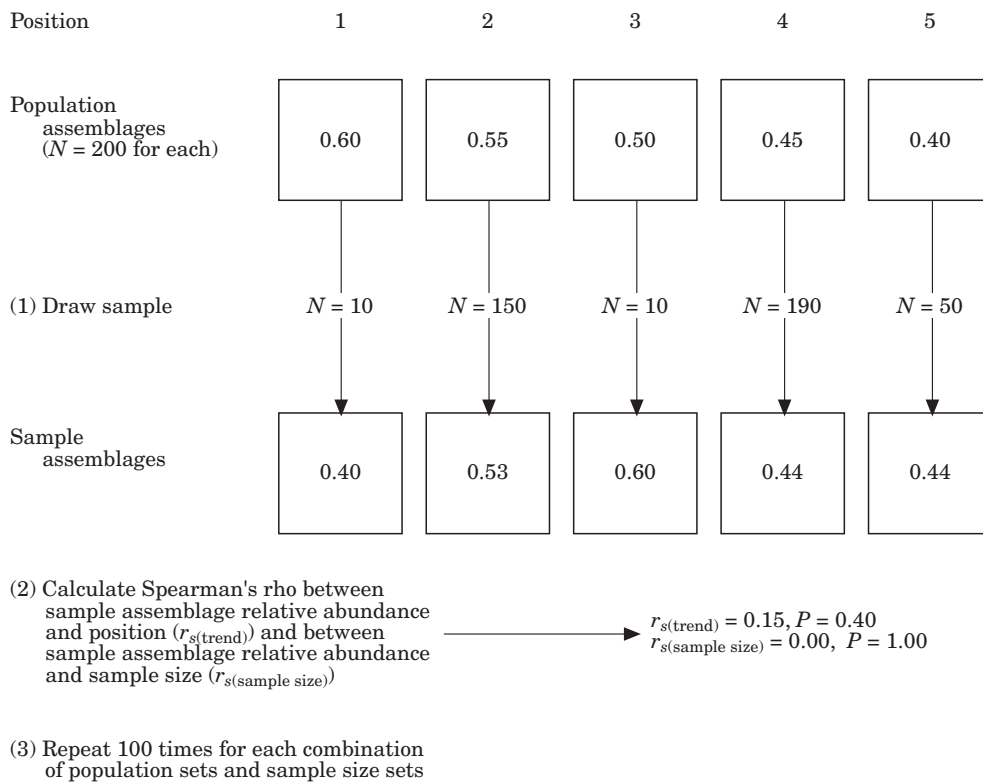 Position 1 2 3 4 5
Population
assemblages
(N = 200 for each)
0.60 0.55 0.50 0.45 0.40
(1) Draw sample N = 10 N = 150 N = 10 N = 190 N = 50
Sample
assemblages
0.40 0.53 0.60 0.44 0.44
(2) Calculate Spearman's rho between
sample assemblage relative abundance
and position (rs(trend)) and between
sample assemblage relative abundance
and sample size (rs(sample size))
rs(trend) = 0.15, P = 0.40
rs(sample size) = 0.00, P = 1.00
(3) Repeat 100 times for each combination
of population sets and sample size sets